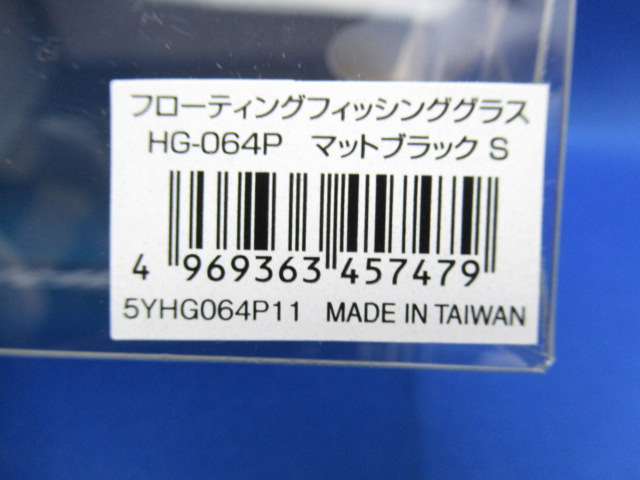 フローティングフィッシンググラス
HG-064P マットブラック S
4 969363 457479
5YHG064P11 MADE IN TAIWAN